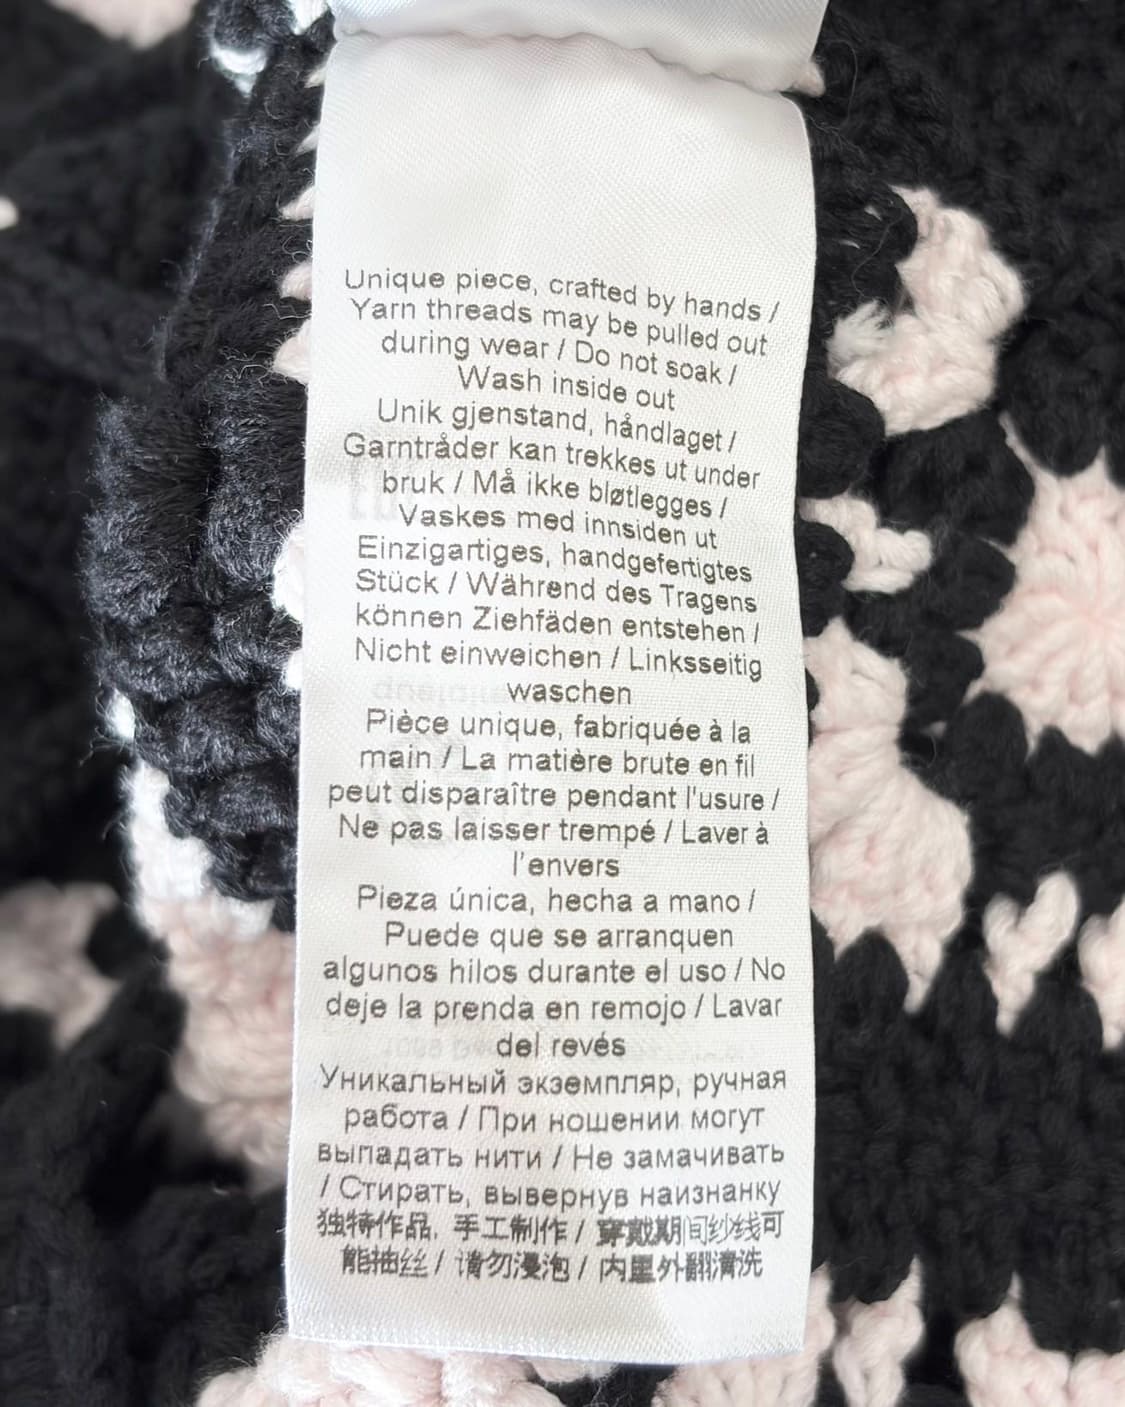 Unique piece, crafted by hands /
Yarn threads may be pulled out
during wear / Do not soak /
Wash inside out
Unik gjenstand, håndlaget /
Garntråder kan trekkes ut under
bruk / Må ikke bløtlegges /
Vaskes med innsiden ut
Einzigartiges, handgefertigtes
Stück / Während des Tragens
können Ziehfäden entstehen /
Nicht einweichen / Linksseitig
waschen
Pièce unique, fabriquée à la
main / La matière brute en fil
peut disparaître pendant l'usure /
Ne pas laisser trempé / Laver à
l'envers
Pieza única, hecha a mano /
Puede que se arranquen
algunos hilos durante el uso / No
deje la prenda en remojo / Lavar
del revés
Уникальный экземпляр, ручная
работа / При ношении могут
выпадать нити / Не замачивать
/ Стирать, вывернув наизнанку
独特作品, 手工制作 / 穿戴期间纱线可
能抽丝 / 请勿浸泡 / 内里外翻清洗